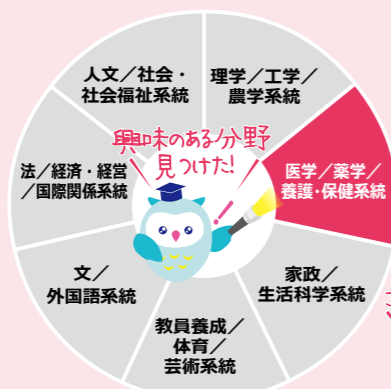 人文／社会・
社会福祉系統
理学／工学／
農学系統
興味のある分野
見つけた!
法／経済・経営
／国際関係系統
医学／薬学／
養護・保健系統
文／
外国語系統
家政／
生活科学系統
教員養成／
体育／
芸術系統